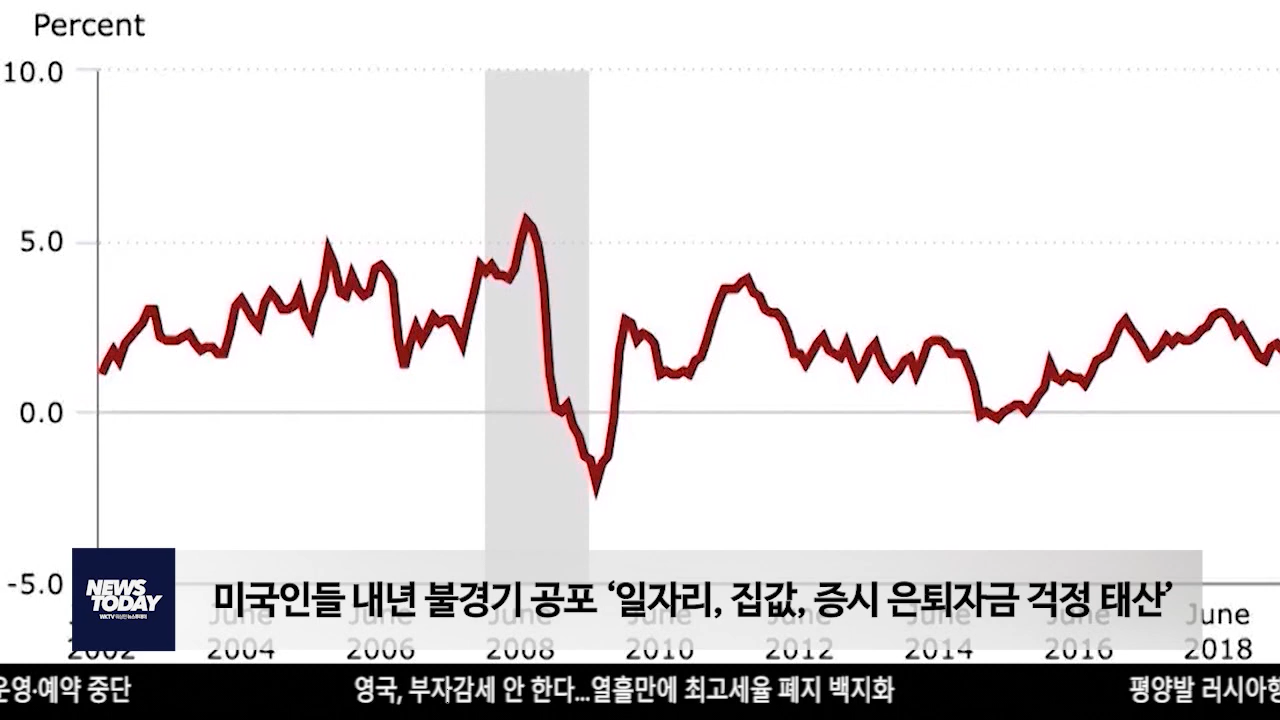 Percent
10.0
5.0
0.0
-5.0
June June June June June June June June
2002 2004 2006 2008 2010 2012 2014 2016 2018
NEWS
TODAY
WKTV
미국인들 내년 불경기 공포 ‘일자리, 집값, 증시 은퇴자금 걱정 태산’
운영·예약 중단 영국, 부자감세 안 한다...열흘만에 최고세율 폐지 백지화 평양발 러시아행